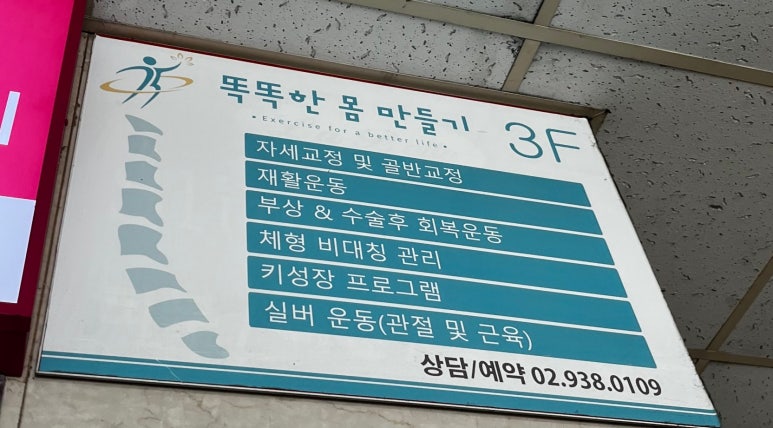 똑똑한 몸 만들기 3F
• Exercise for a better life •
자세교정 및 골반교정
재활운동
부상 & 수술후 회복운동
체형 비대칭 관리
키성장 프로그램
실버 운동(관절 및 근육)
상담/예약 02.938.0109